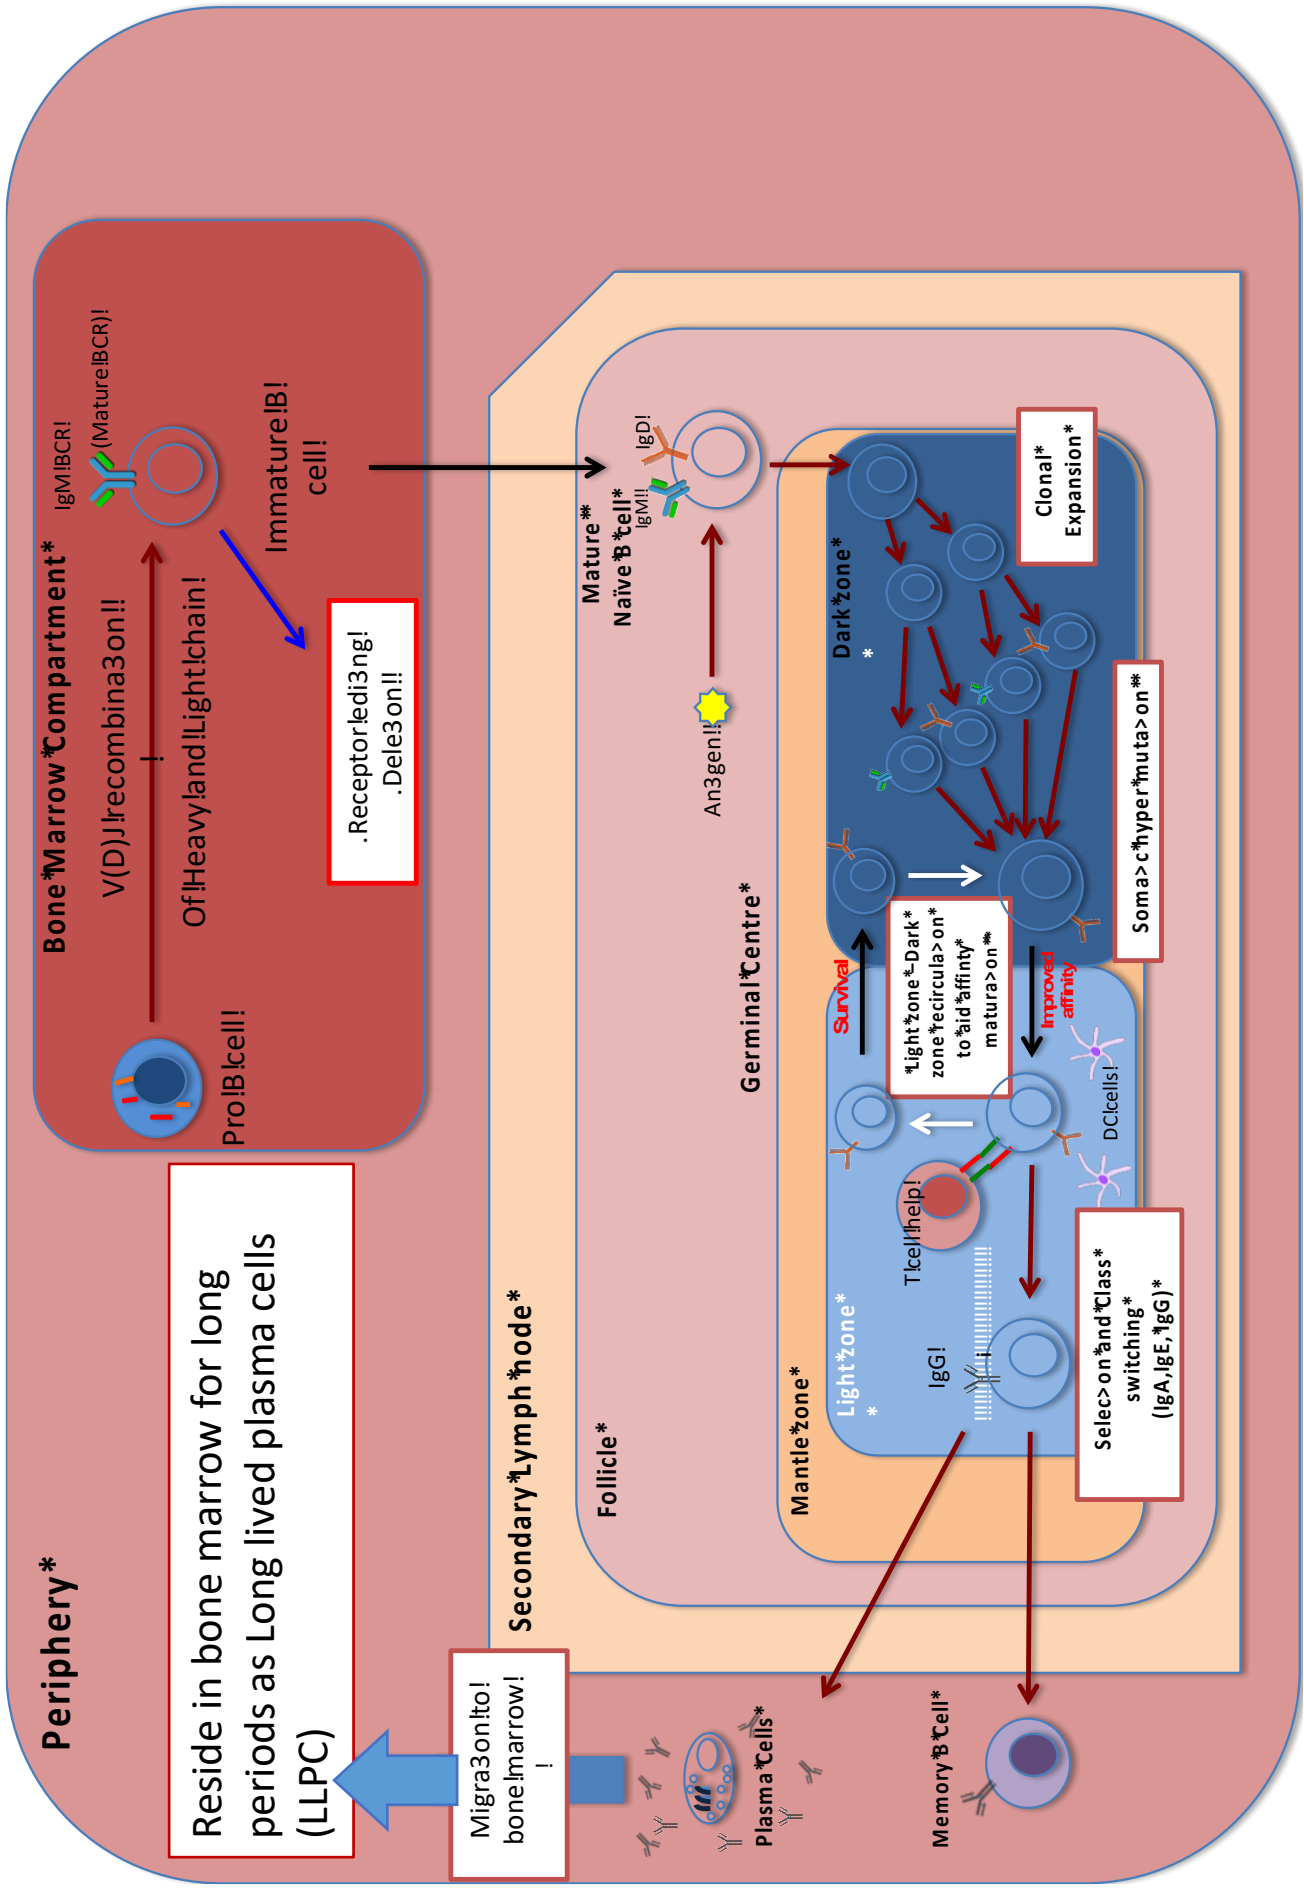 Periphery*
Bone*Marrow*Compartment*
IgM!BCR!
(Mature!BCR)!
V(D)J!recombina3on!!
!
Of!Heavy!and!Light!chain!
Pro!B!cell!
Immature!B!
cell!
.Receptor!edi3ng!
.Dele3on!!
Reside in bone marrow for long
periods as Long lived plasma cells
(LLPC)
Migra3on!to!
bone!marrow!
!
Secondary*Lymph*node*
Follicle*
Mature**
Naïve*B*cell*
IgM!!
IgD!
An3gen!!
Germinal*Centre*
Mantle*zone*
Light*zone*
*
Dark*zone*
*
Survival
*Light*zone*–Dark*
zone*recircula>on*
to*aid*affinty*
matura>on**
Improved
affinity
T!cell!help!
IgG!
!
DC!cells!
Clonal*
Expansion*
Soma>c*hyper*muta>on**
Selec>on*and*Class*
switching*
(IgA,IgE,*IgG)*
Plasma*Cells*
Memory*B*Cell*